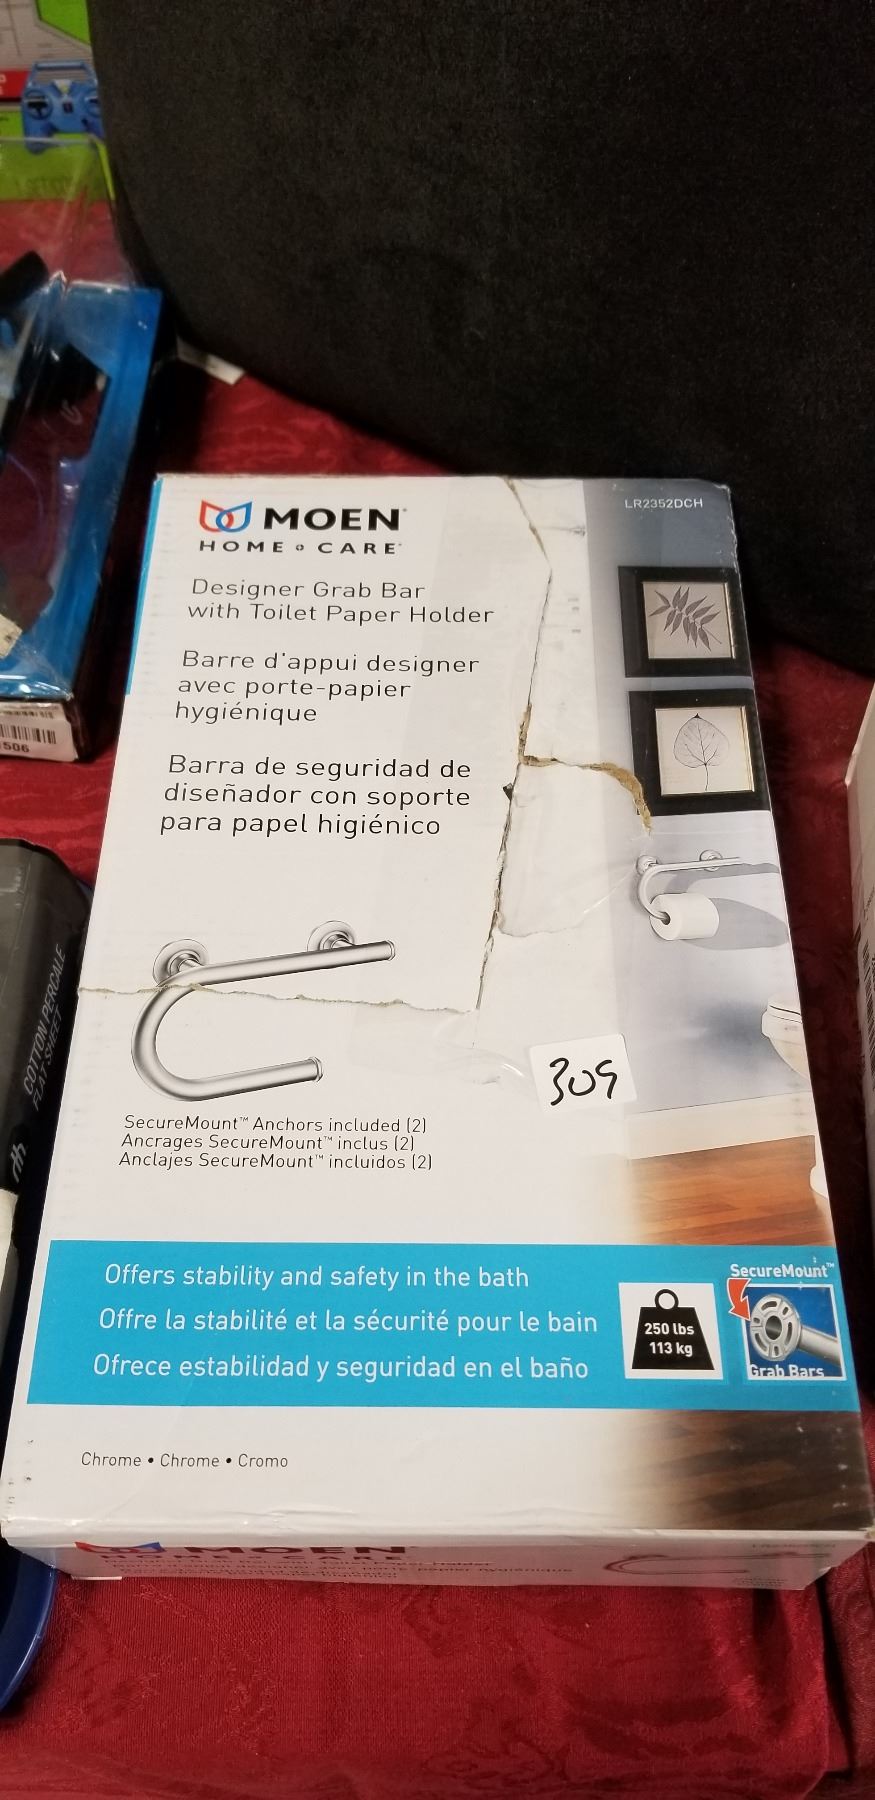 MOEN
HOME CARE
LR2352DCH
Designer Grab Bar
with Toilet Paper Holder
Barre d'appui designer
avec porte-papier
hygiénique
Barra de seguridad de
diseñador con soporte
para papel higiénico
309
SecureMount™ Anchors included (2)
Ancrages SecureMount™ inclus (2)
Anclajes SecureMount™ incluidos (2)
Offers stability and safety in the bath
Offre la stabilité et la sécurité pour le bain
Ofrece estabilidad y seguridad en el baño
250 lbs
113 kg
SecureMount™
Grab Bars
Chrome • Chrome • Cromo
MOEN
HOME CARE
COTTON PERCALE
FLAT SHEET
506